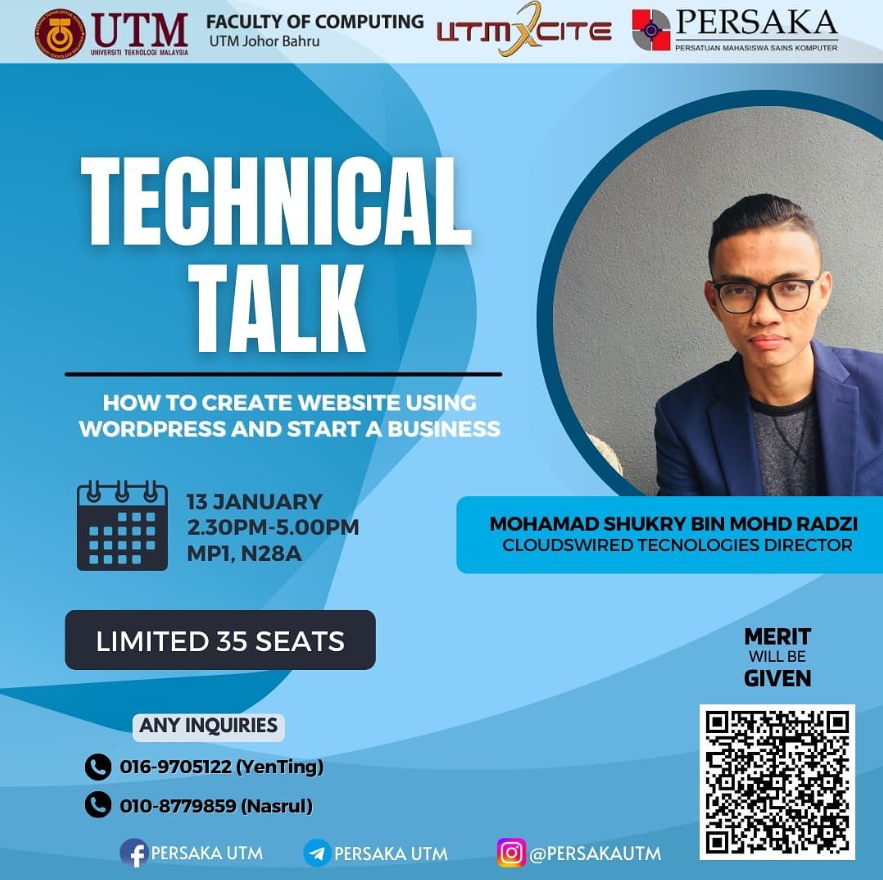 UTM
UNIVERSITI TEKNOLOGI MALAYSIA
FACULTY OF COMPUTING
UTM Johor Bahru
UTMXCITE
PERSAKA
PERSATUAN MAHASISWA SAINS KOMPUTER
TECHNICAL
TALK
HOW TO CREATE WEBSITE USING
WORDPRESS AND START A BUSINESS
13 JANUARY
2.30PM-5.00PM
MP1, N28A
MOHAMAD SHUKRY BIN MOHD RADZI
CLOUDSWIRED TECNOLOGIES DIRECTOR
LIMITED 35 SEATS
MERIT
WILL BE
GIVEN
ANY INQUIRIES
016-9705122 (YenTing)
010-8779859 (Nasrul)
PERSAKA UTM
PERSAKA UTM
@PERSAKAUTM